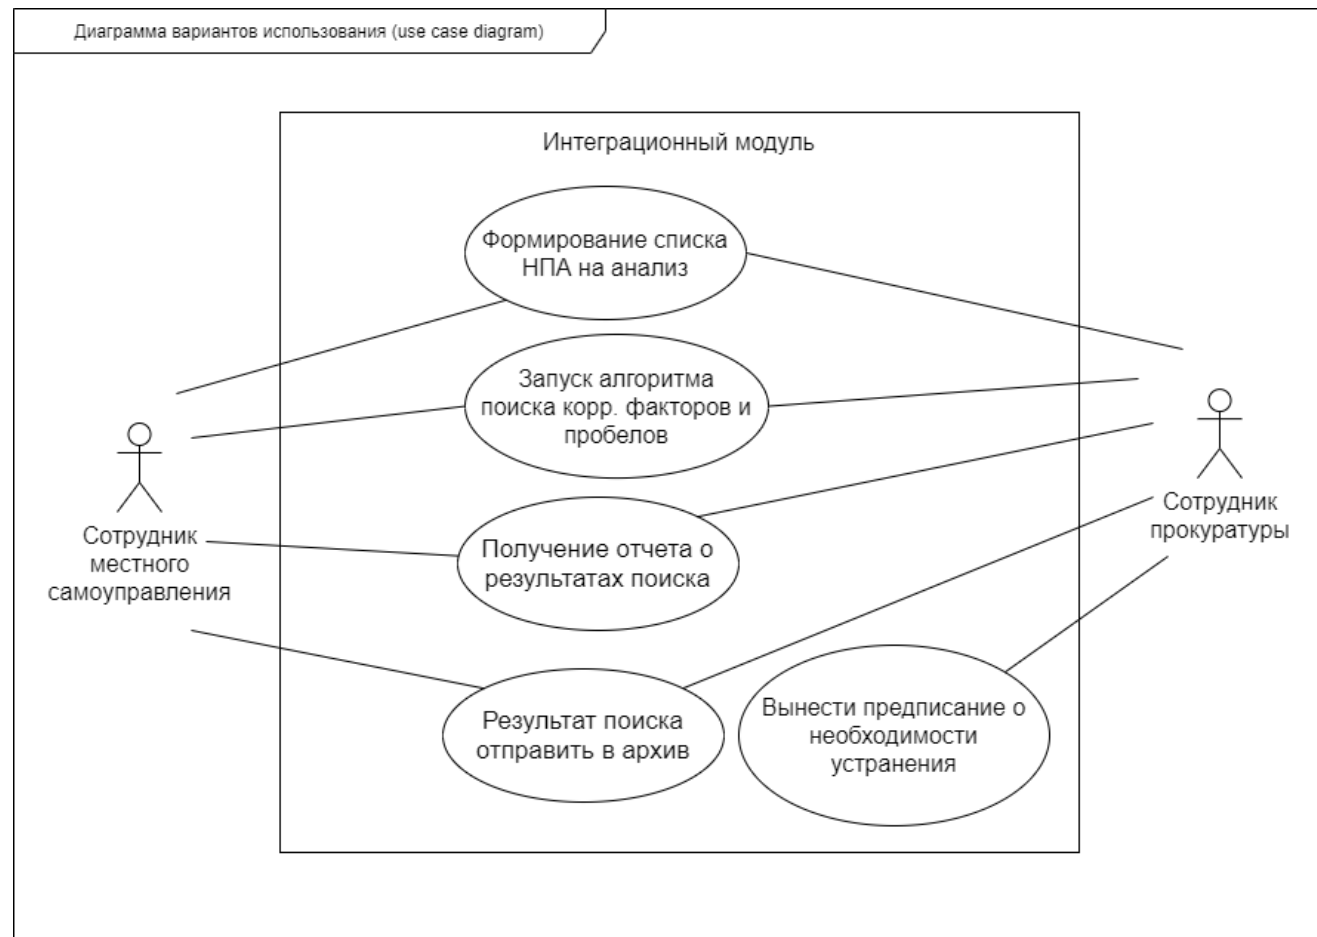 Диаграмма вариантов использования (use case diagram)
Интеграционный модуль
Формирование списка
НПА на анализ
Запуск алгоритма
поиска корр. факторов и
пробелов
Сотрудник
местного
самоуправления
Сотрудник
прокуратуры
Получение отчета о
результатах поиска
Результат поиска
отправить в архив
Вынести предписание о
необходимости
устранения